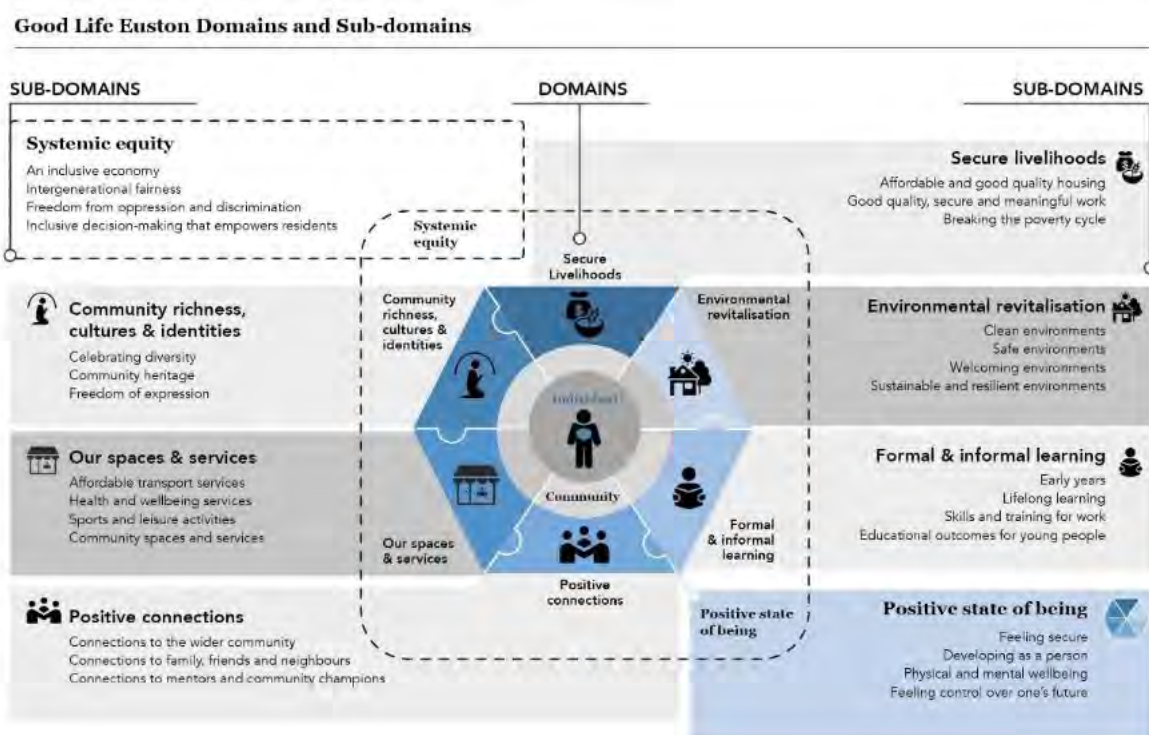 Good Life Euston Domains and Sub-domains
SUB-DOMAINS
DOMAINS
SUB-DOMAINS
Systemic equity
An inclusive economy
Intergenerational fairness
Freedom from oppression and discrimination
Inclusive decision-making that empowers residents
Community richness,
cultures & identities
Celebrating diversity
Community heritage
Freedom of expression
Our spaces & services
Affordable transport services
Health and wellbeing services
Sports and leisure activities
Community spaces and services
Positive connections
Connections to the wider community
Connections to family, friends and neighbours
Connections to mentors and community champions
Systemic
equity
Secure
Livelihoods
Community
richness,
cultures &
identities
Environmental
revitalisation
Individual
Community
Our spaces
& services
Formal
& informal
learning
Positive
connections
Positive state
of being
Secure livelihoods
Affordable and good quality housing
Good quality, secure and meaningful work
Breaking the poverty cycle
Environmental revitalisation
Clean environments
Safe environments
Welcoming environments
Sustainable and resilient environments
Formal & informal learning
Early years
Lifelong learning
Skills and training for work
Educational outcomes for young people
Positive state of being
Feeling secure
Developing as a person
Physical and mental wellbeing
Feeling control over one's future